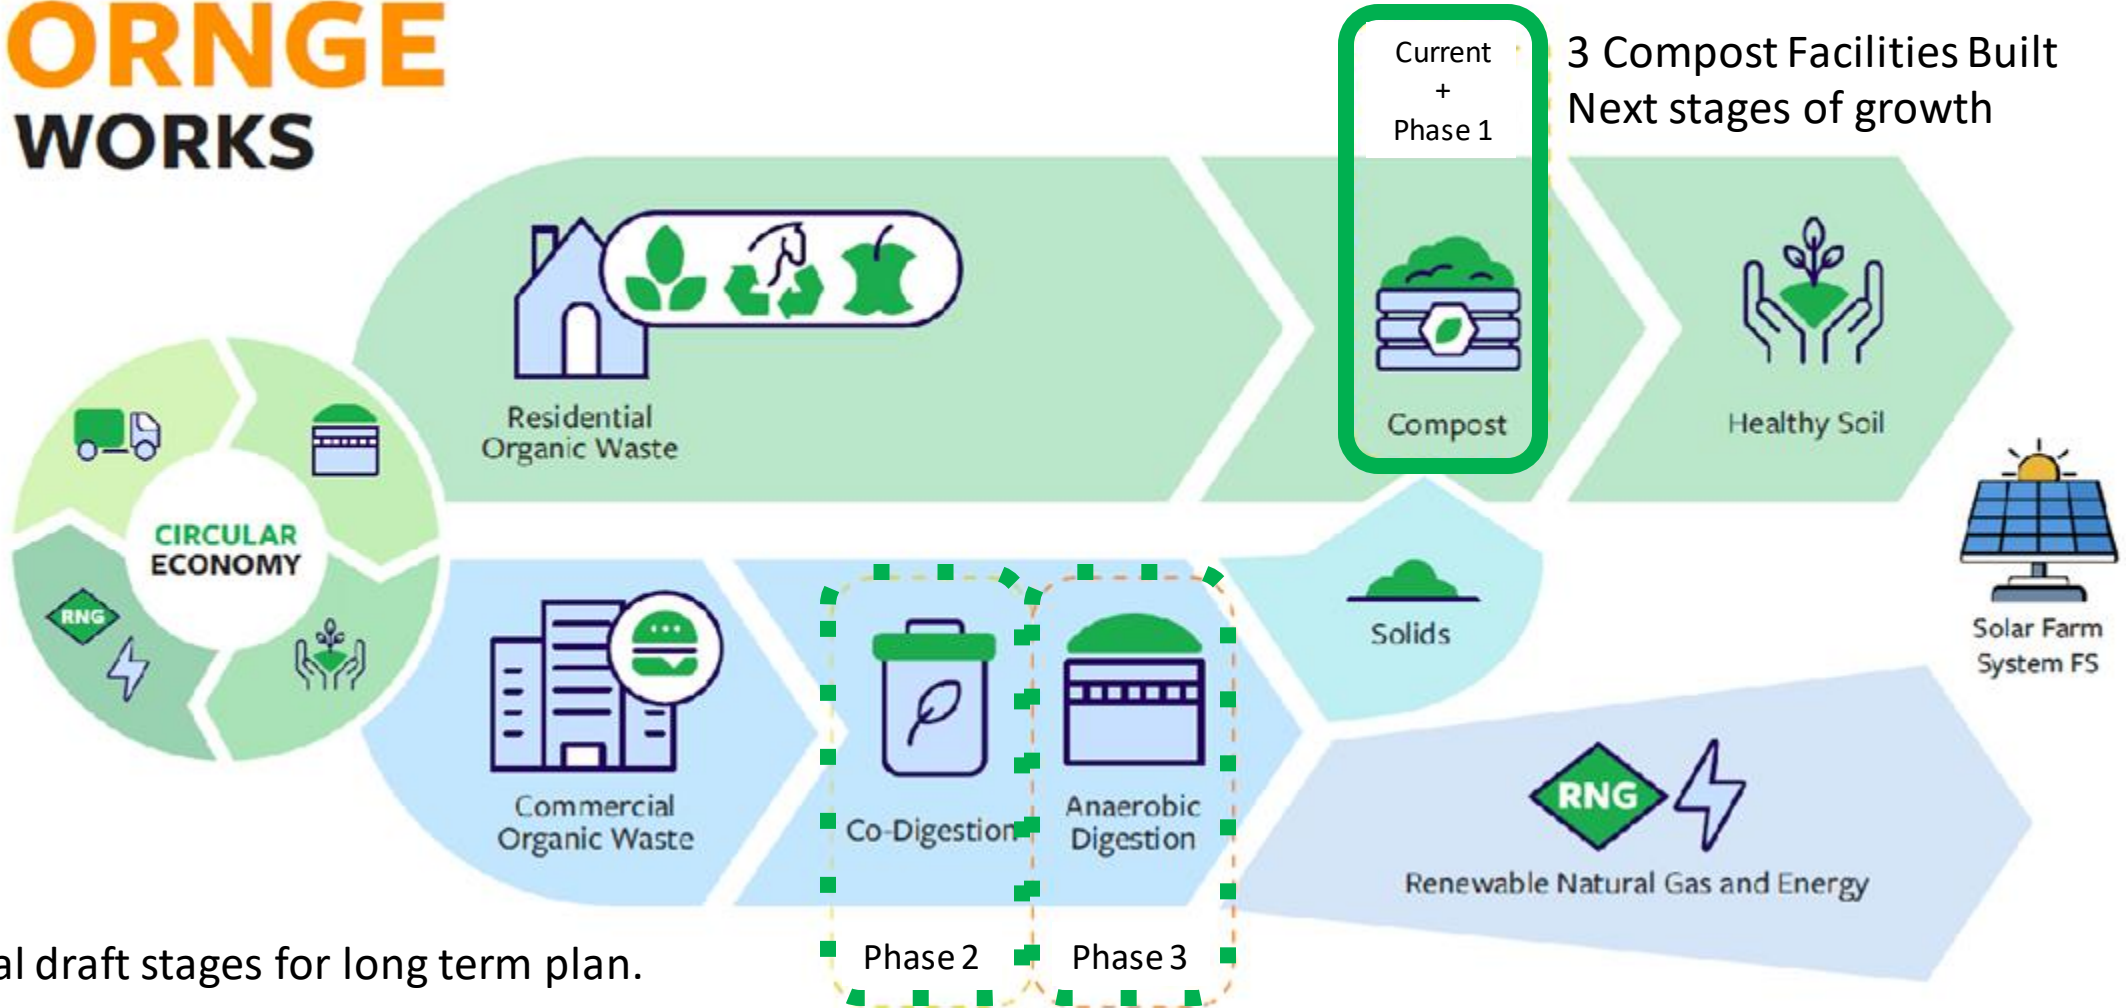 ORNGE
WORKS
Current
+
Phase 1
3 Compost Facilities Built
Next stages of growth
Residential
Organic Waste
Compost
Healthy Soil
CIRCULAR
ECONOMY
RNG
Solids
Solar Farm
System FS
Commercial
Organic Waste
Co-Digestion
Anaerobic
Digestion
RNG
Renewable Natural Gas and Energy
Phase 2
Phase 3
draft stages for long term plan.